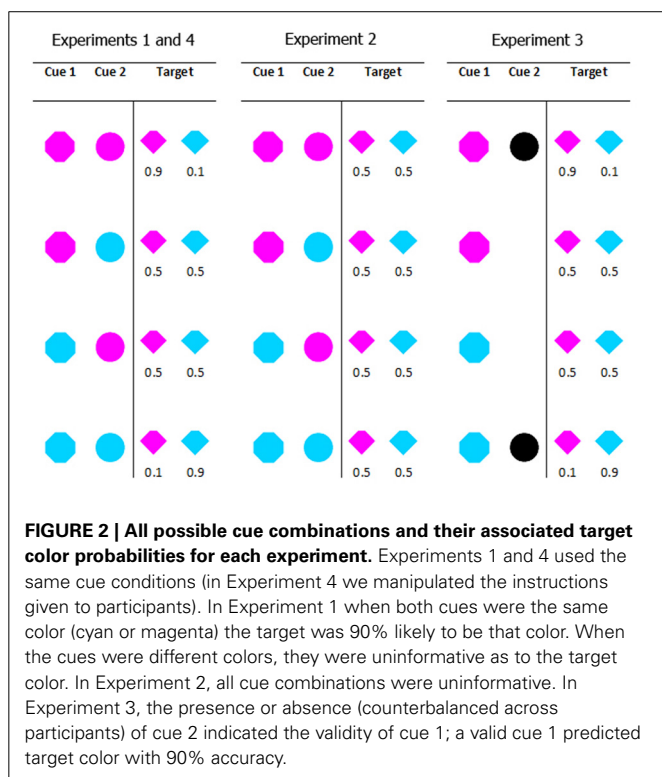 Experiments 1 and 4 Experiment 2 Experiment 3
Cue 1 Cue 2 Target Cue 1 Cue 2 Target Cue 1 Cue 2 Target
0.9 0.1 0.5 0.5 0.9 0.1
0.5 0.5 0.5 0.5 0.5 0.5
0.5 0.5 0.5 0.5 0.5 0.5
0.1 0.9 0.5 0.5 0.1 0.9
FIGURE 2 | All possible cue combinations and their associated target
color probabilities for each experiment. Experiments 1 and 4 used the
same cue conditions (in Experiment 4 we manipulated the instructions
given to participants). In Experiment 1 when both cues were the same
color (cyan or magenta) the target was 90% likely to be that color. When
the cues were different colors, they were uninformative as to the target
color. In Experiment 2, all cue combinations were uninformative. In
Experiment 3, the presence or absence (counterbalanced across
participants) of cue 2 indicated the validity of cue 1; a valid cue 1 predicted
target color with 90% accuracy.